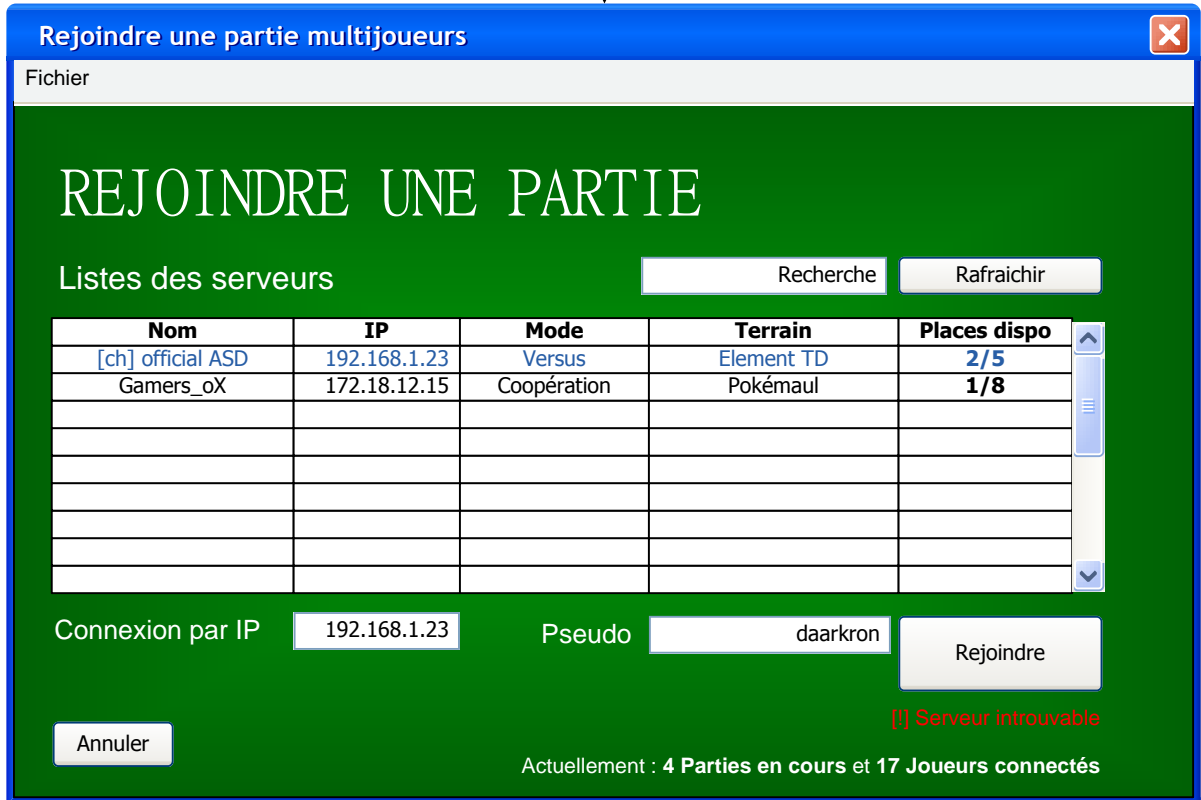 Rejoindre une partie multijoueurs
Fichier
REJOINDRE UNE PARTIE
Listes des serveurs Recherche Rafraichir
Nom IP Mode Terrain Places dispo
[ch] official ASD 192.168.1.23 Versus Element TD 2/5
Gamers_oX 172.18.12.15 Coopération Pokémaul 1/8
Connexion par IP 192.168.1.23 Pseudo daarkron Rejoindre
[!] Serveur introuvable
Annuler
Actuellement : 4 Parties en cours et 17 Joueurs connectés